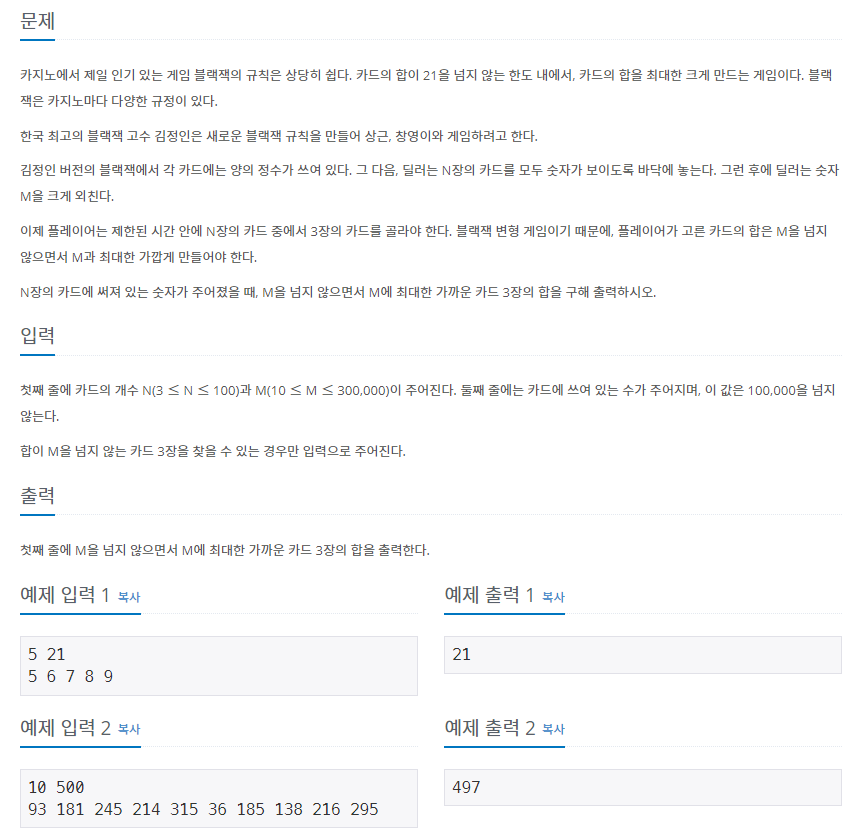 문제
카지노에서 제일 인기 있는 게임 블랙잭의 규칙은 상당히 쉽다. 카드의 합이 21을 넘지 않는 한도 내에서, 카드의 합을 최대한 크게 만드는 게임이다. 블랙
잭은 카지노마다 다양한 규정이 있다.
한국 최고의 블랙잭 고수 김정인은 새로운 블랙잭 규칙을 만들어 상근, 창영이와 게임하려고 한다.
김정인 버전의 블랙잭에서 각 카드에는 양의 정수가 쓰여 있다. 그 다음, 딜러는 N장의 카드를 모두 숫자가 보이도록 바닥에 놓는다. 그런 후에 딜러는 숫자
M을 크게 외친다.
이제 플레이어는 제한된 시간 안에 N장의 카드 중에서 3장의 카드를 골라야 한다. 블랙잭 변형 게임이기 때문에, 플레이어가 고른 카드의 합은 M을 넘지
않으면서 M과 최대한 가깝게 만들어야 한다.
N장의 카드에 써져 있는 숫자가 주어졌을 때, M을 넘지 않으면서 M에 최대한 가까운 카드 3장의 합을 구해 출력하시오.
입력
첫째 줄에 카드의 개수 N(3 ≤ N ≤ 100)과 M(10 ≤ M ≤ 300,000)이 주어진다. 둘째 줄에는 카드에 쓰여 있는 수가 주어지며, 이 값은 100,000을 넘지
않는다.
합이 M을 넘지 않는 카드 3장을 찾을 수 있는 경우만 입력으로 주어진다.
출력
첫째 줄에 M을 넘지 않으면서 M에 최대한 가까운 카드 3장의 합을 출력한다.
예제 입력 1 복사
5 21
5 6 7 8 9
예제 출력 1 복사
21
예제 입력 2 복사
10 500
93 181 245 214 315 36 185 138 216 295
예제 출력 2 복사
497